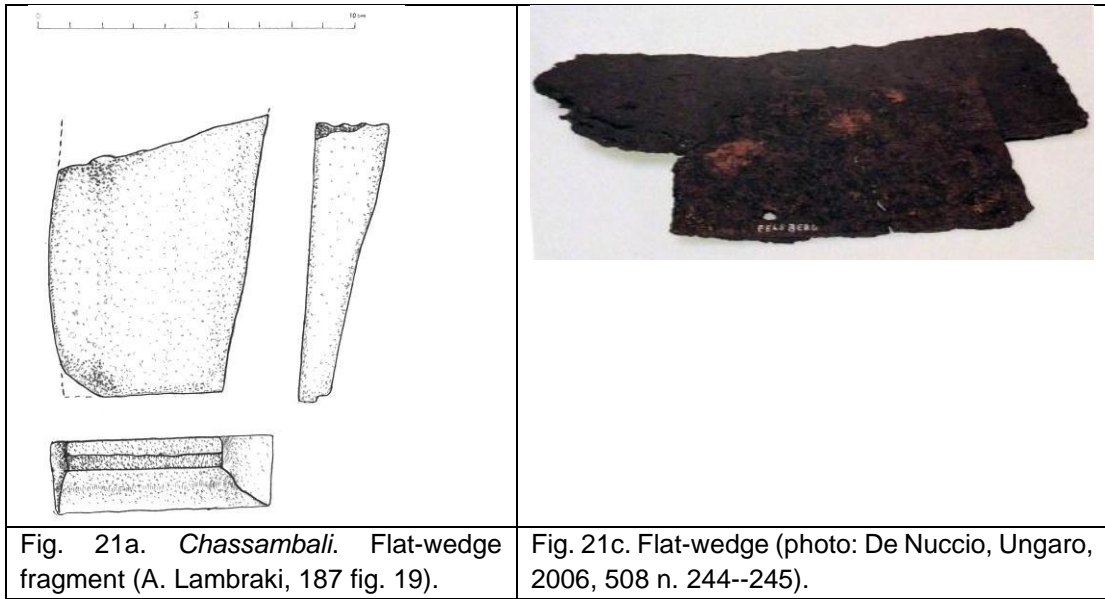 0 5 10 cm
FELSBERG
Fig. 21a. Chassambali. Flat-wedge
fragment (A. Lambraki, 187 fig. 19).
Fig. 21c. Flat-wedge (photo: De Nuccio, Ungaro,
2006, 508 n. 244--245).